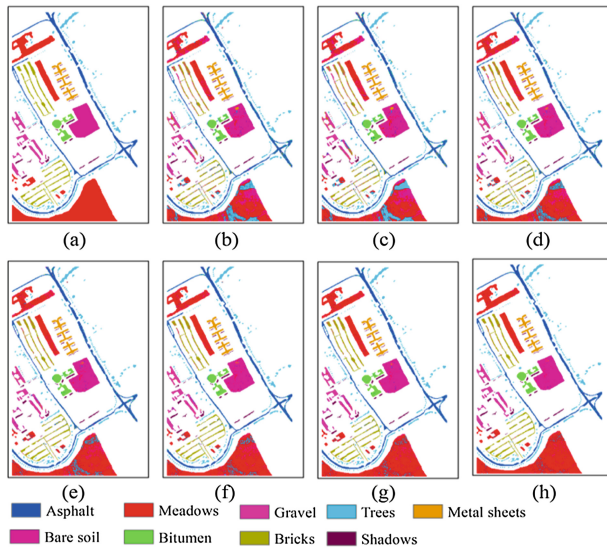 (a) (b) (c) (d)
(e) (f) (g) (h)
Asphalt Meadows Gravel Trees Metal sheets
Bare soil Bitumen Bricks Shadows